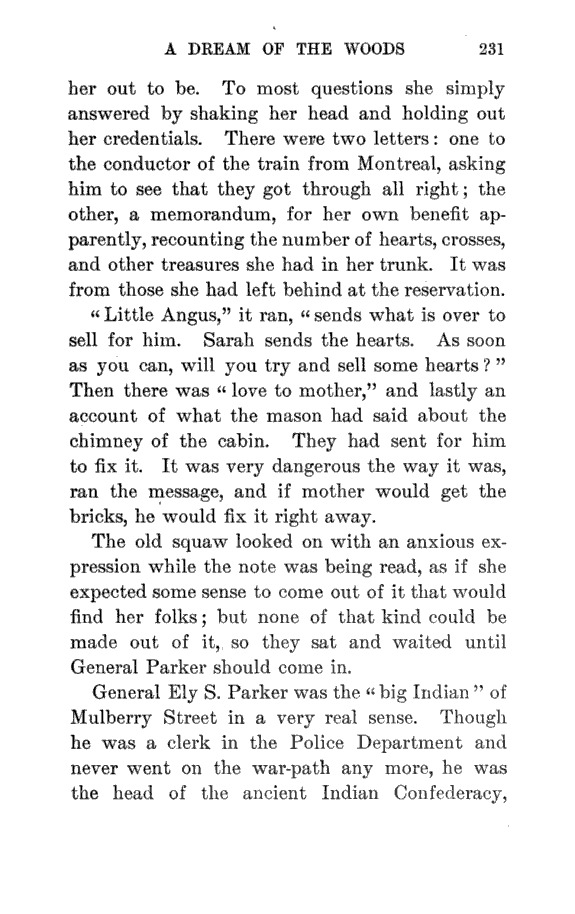 A DREAM OF THE WOODS 231
her out to be. To most questions she simply
answered by shaking her head and holding out
her credentials. There were two letters: one to
the conductor of the train from Montreal, asking
him to see that they got through all right; the
other, a memorandum, for her own benefit ap-
parently, recounting the number of hearts, crosses,
and other treasures she had in her trunk. It was
from those she had left behind at the reservation.
"Little Angus," it ran, "sends what is over to
sell for him. Sarah sends the hearts. As soon
as you can, will you try and sell some hearts?"
Then there was "love to mother," and lastly an
account of what the mason had said about the
chimney of the cabin. They had sent for him
to fix it. It was very dangerous the way it was,
ran the message, and if mother would get the
bricks, he would fix it right away.
The old squaw looked on with an anxious ex-
pression while the note was being read, as if she
expected some sense to come out of it that would
find her folks; but none of that kind could be
made out of it, so they sat and waited until
General Parker should come in.
General Ely S. Parker was the "big Indian" of
Mulberry Street in a very real sense. Though
he was a clerk in the Police Department and
never went on the war-path any more, he was
the head of the ancient Indian Confederacy,